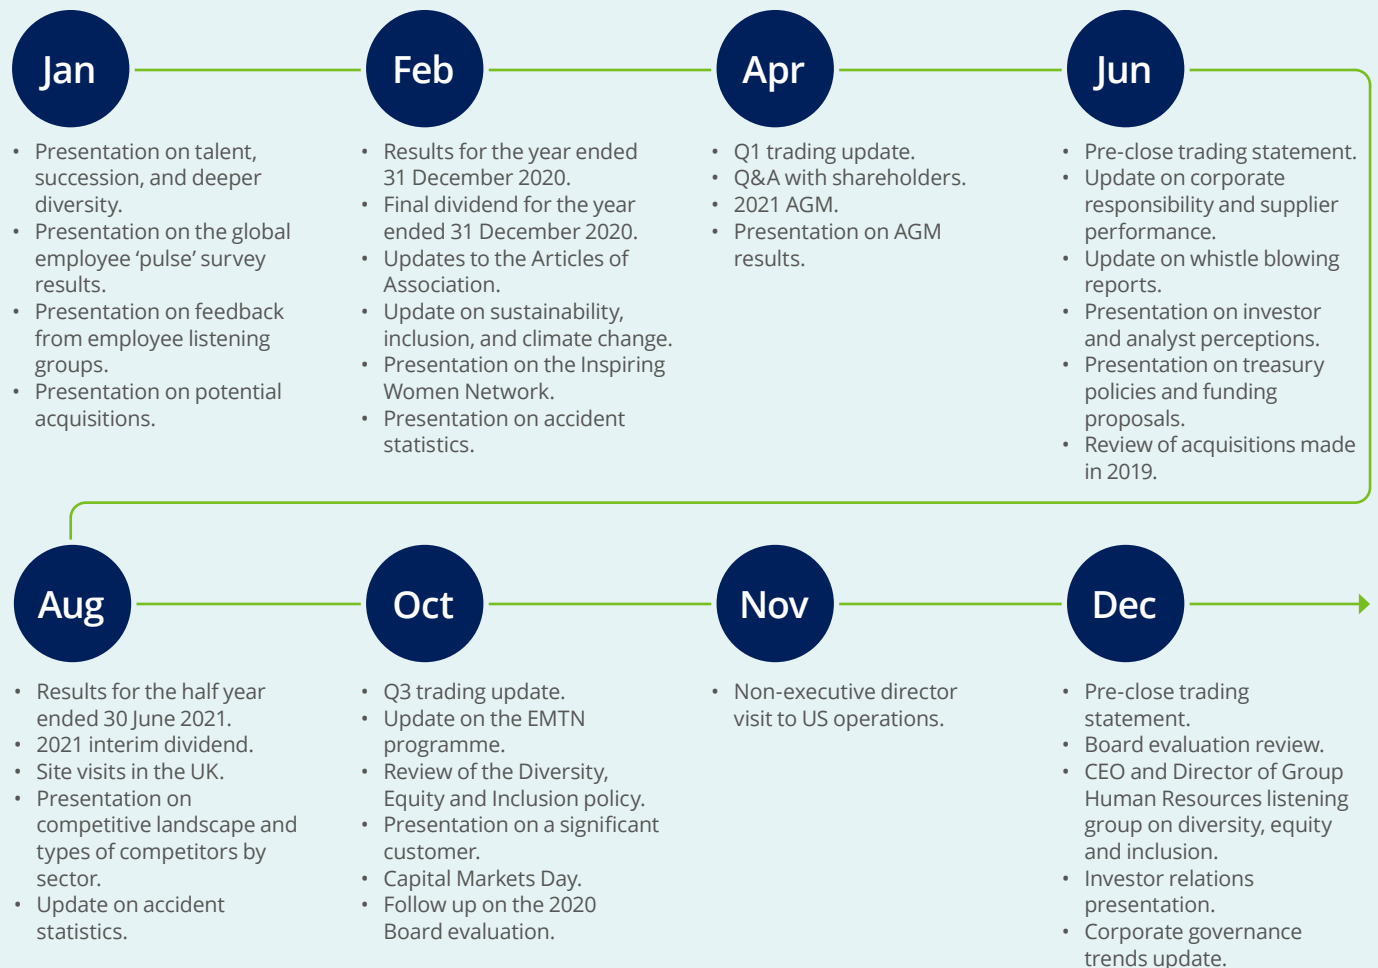 Jan
• Presentation on talent,
succession, and deeper
diversity.
• Presentation on the global
employee ‘pulse’ survey
results.
• Presentation on feedback
from employee listening
groups.
• Presentation on potential
acquisitions.
Feb
• Results for the year ended
31 December 2020.
• Final dividend for the year
ended 31 December 2020.
• Updates to the Articles of
Association.
• Update on sustainability,
inclusion, and climate change.
• Presentation on the Inspiring
Women Network.
• Presentation on accident
statistics.
Apr
• Q1 trading update.
• Q&A with shareholders.
• 2021 AGM.
• Presentation on AGM
results.
Jun
• Pre-close trading statement.
• Update on corporate
responsibility and supplier
performance.
• Update on whistle blowing
reports.
• Presentation on investor
and analyst perceptions.
• Presentation on treasury
policies and funding
proposals.
• Review of acquisitions made
in 2019.
Aug
• Results for the half year
ended 30 June 2021.
• 2021 interim dividend.
• Site visits in the UK.
• Presentation on
competitive landscape and
types of competitors by
sector.
• Update on accident
statistics.
Oct
• Q3 trading update.
• Update on the EMTN
programme.
• Review of the Diversity,
Equity and Inclusion policy.
• Presentation on a significant
customer.
• Capital Markets Day.
• Follow up on the 2020
Board evaluation.
Nov
• Non-executive director
visit to US operations.
Dec
• Pre-close trading
statement.
• Board evaluation review.
• CEO and Director of Group
Human Resources listening
group on diversity, equity
and inclusion.
• Investor relations
presentation.
• Corporate governance
trends update.